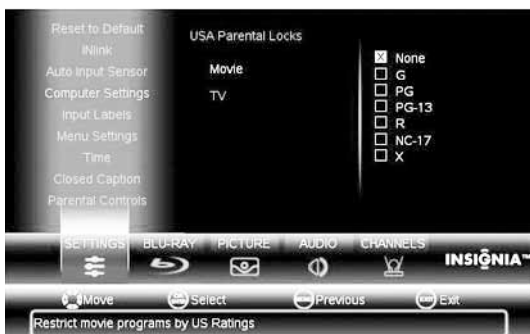 Reset to Default
INlink
Auto Input Sensor
Computer Settings
Input Labels
Menu Settings
Time
Closed Caption
Parental Controls
USA Parental Locks
Movie
TV
X None
G
PG
PG-13
R
NC-17
X
SETTINGS BLU-RAY PICTURE AUDIO CHANNELS
INSIGNIA™
Move Select Previous EXIT Exit
Restrict movie programs by US Ratings